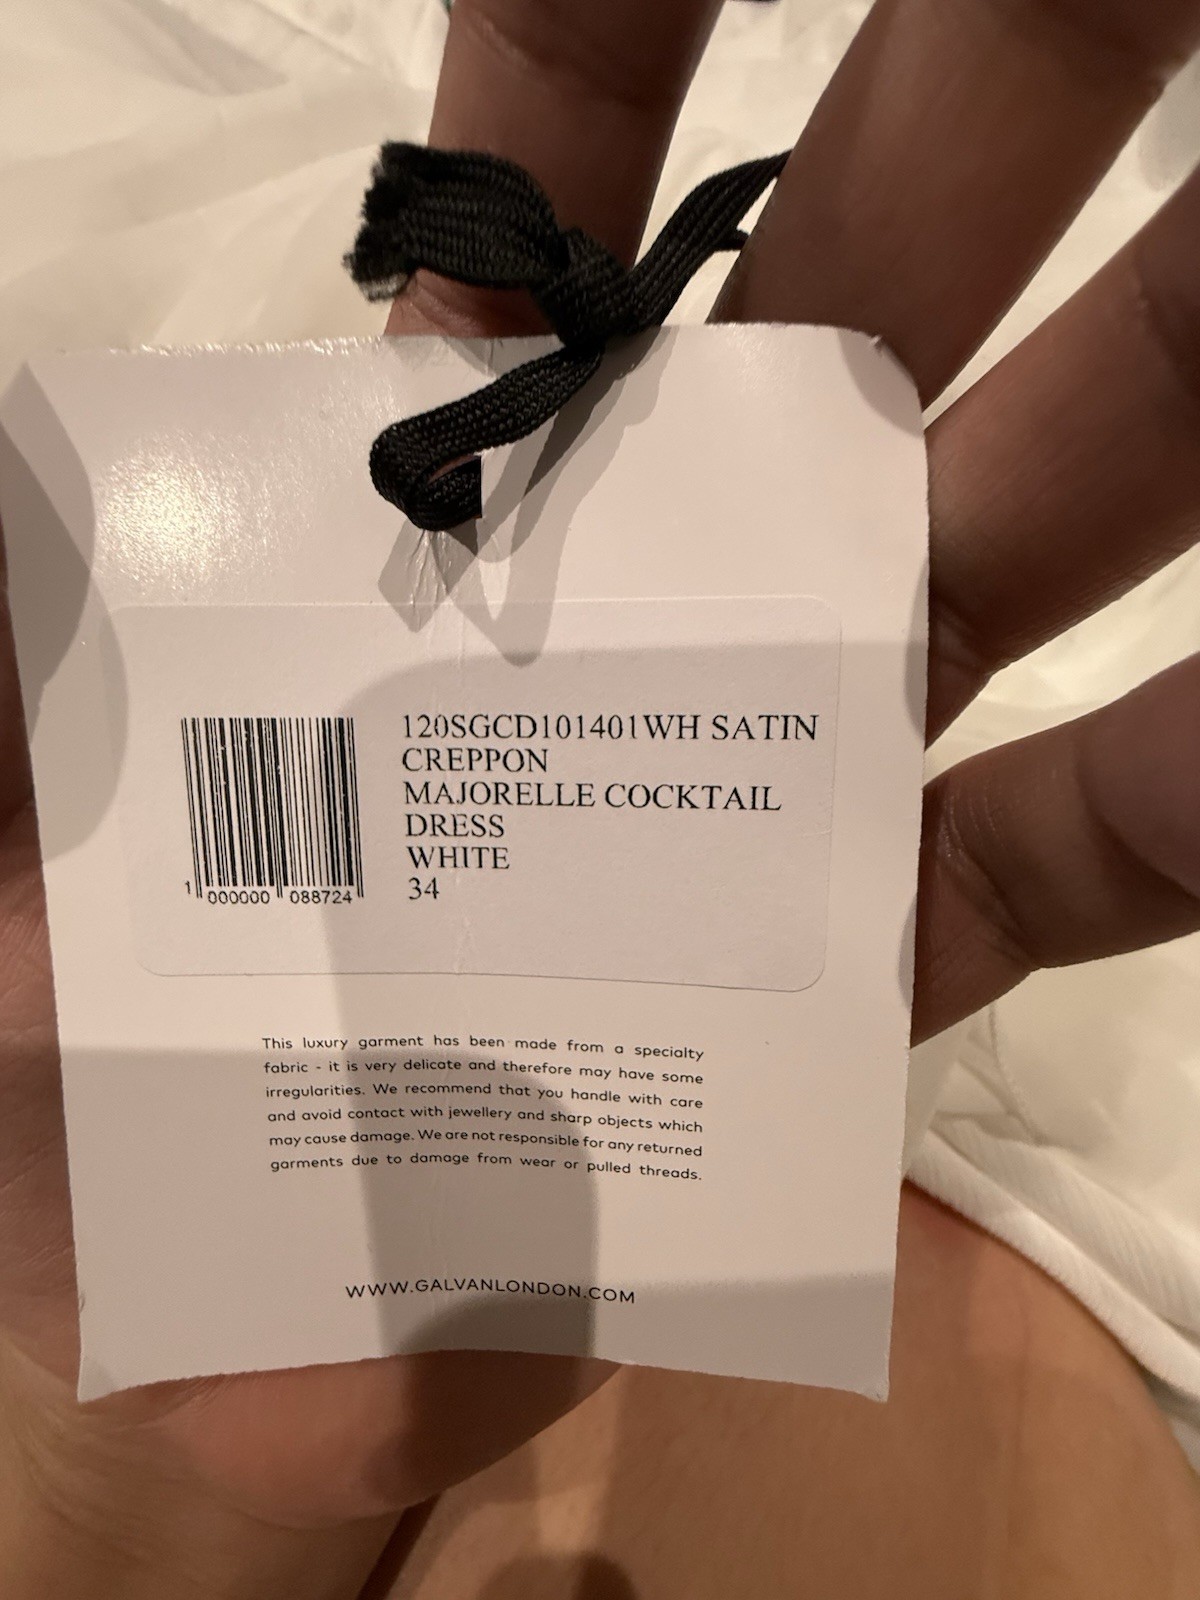 120SGCD101401WH SATIN
CREPPON
MAJORELLE COCKTAIL
DRESS
WHITE
34
1 000000 088724
This luxury garment has been made from a specialty
fabric - it is very delicate and therefore may have some
irregularities. We recommend that you handle with care
and avoid contact with jewellery and sharp objects which
may cause damage. We are not responsible for any returned
garments due to damage from wear or pulled threads.
WWW.GALVANLONDON.COM